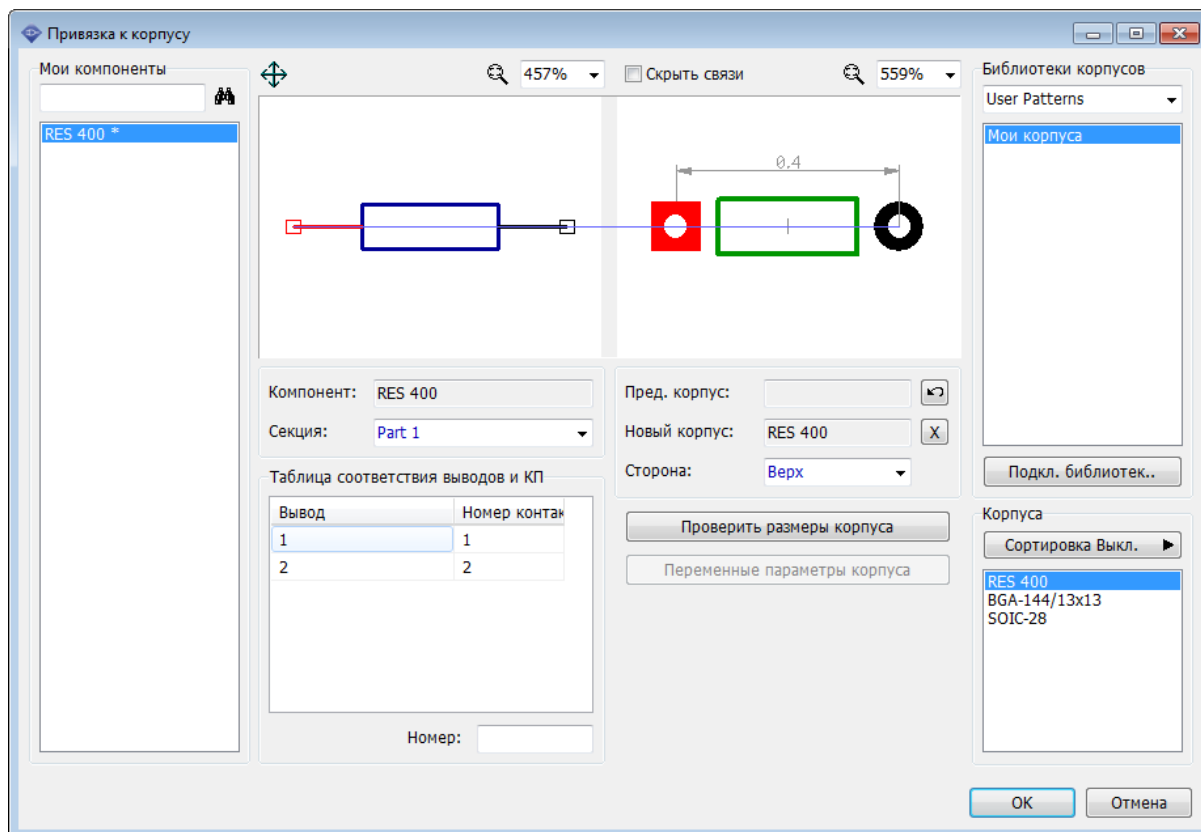 Привязка к корпусу
Мои компоненты
RES 400 *
457%
Скрыть связи
559%
0.4
Компонент:
RES 400
Секция:
Part 1
Таблица соответствия выводов и КП
Вывод
Номер контак
1
1
2
2
Номер:
Пред. корпус:
Новый корпус:
RES 400
X
Сторона:
Верх
Проверить размеры корпуса
Переменные параметры корпуса
Библиотеки корпусов
User Patterns
Мои корпуса
Подкл. библиотек..
Корпуса
Сортировка Выкл.
RES 400
BGA-144/13x13
SOIC-28
OK
Отмена